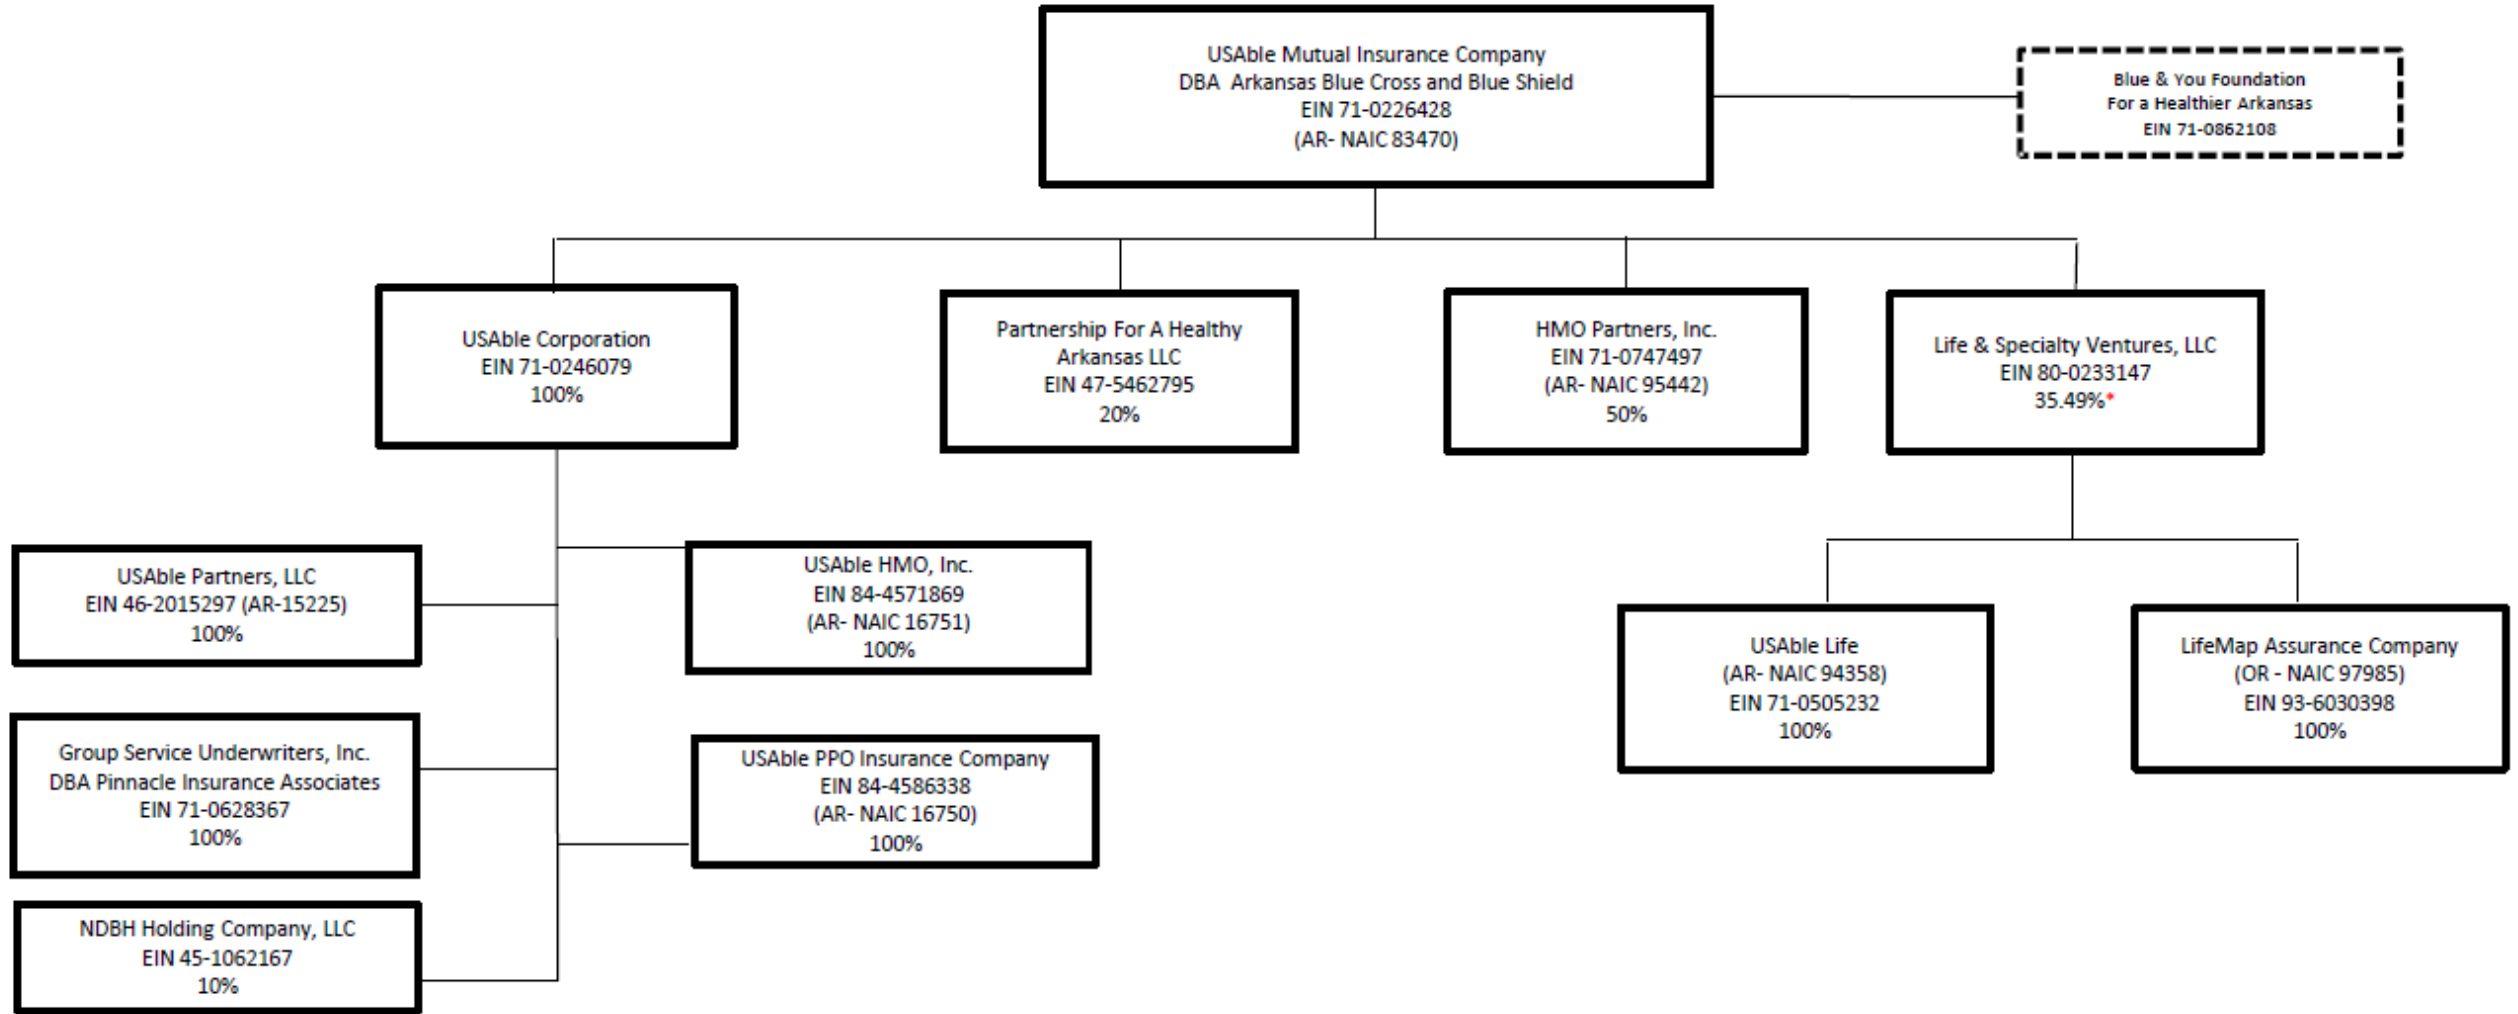 USAble Mutual Insurance Company
DBA Arkansas Blue Cross and Blue Shield
EIN 71-0226428
(AR- NAIC 83470)
Blue & You Foundation
For a Healthier Arkansas
EIN 71-0862108
USAble Corporation
EIN 71-0246079
100%
Partnership For A Healthy
Arkansas LLC
EIN 47-5462795
20%
HMO Partners, Inc.
EIN 71-0747497
(AR- NAIC 95442)
50%
Life & Specialty Ventures, LLC
EIN 80-0233147
35.49%*
USAble Partners, LLC
EIN 46-2015297 (AR-15225)
100%
USAble HMO, Inc.
EIN 84-4571869
(AR- NAIC 16751)
100%
USAble Life
(AR- NAIC 94358)
EIN 71-0505232
100%
LifeMap Assurance Company
(OR - NAIC 97985)
EIN 93-6030398
100%
Group Service Underwriters, Inc.
DBA Pinnacle Insurance Associates
EIN 71-0628367
100%
USAble PPO Insurance Company
EIN 84-4586338
(AR- NAIC 16750)
100%
NDBH Holding Company, LLC
EIN 45-1062167
10%